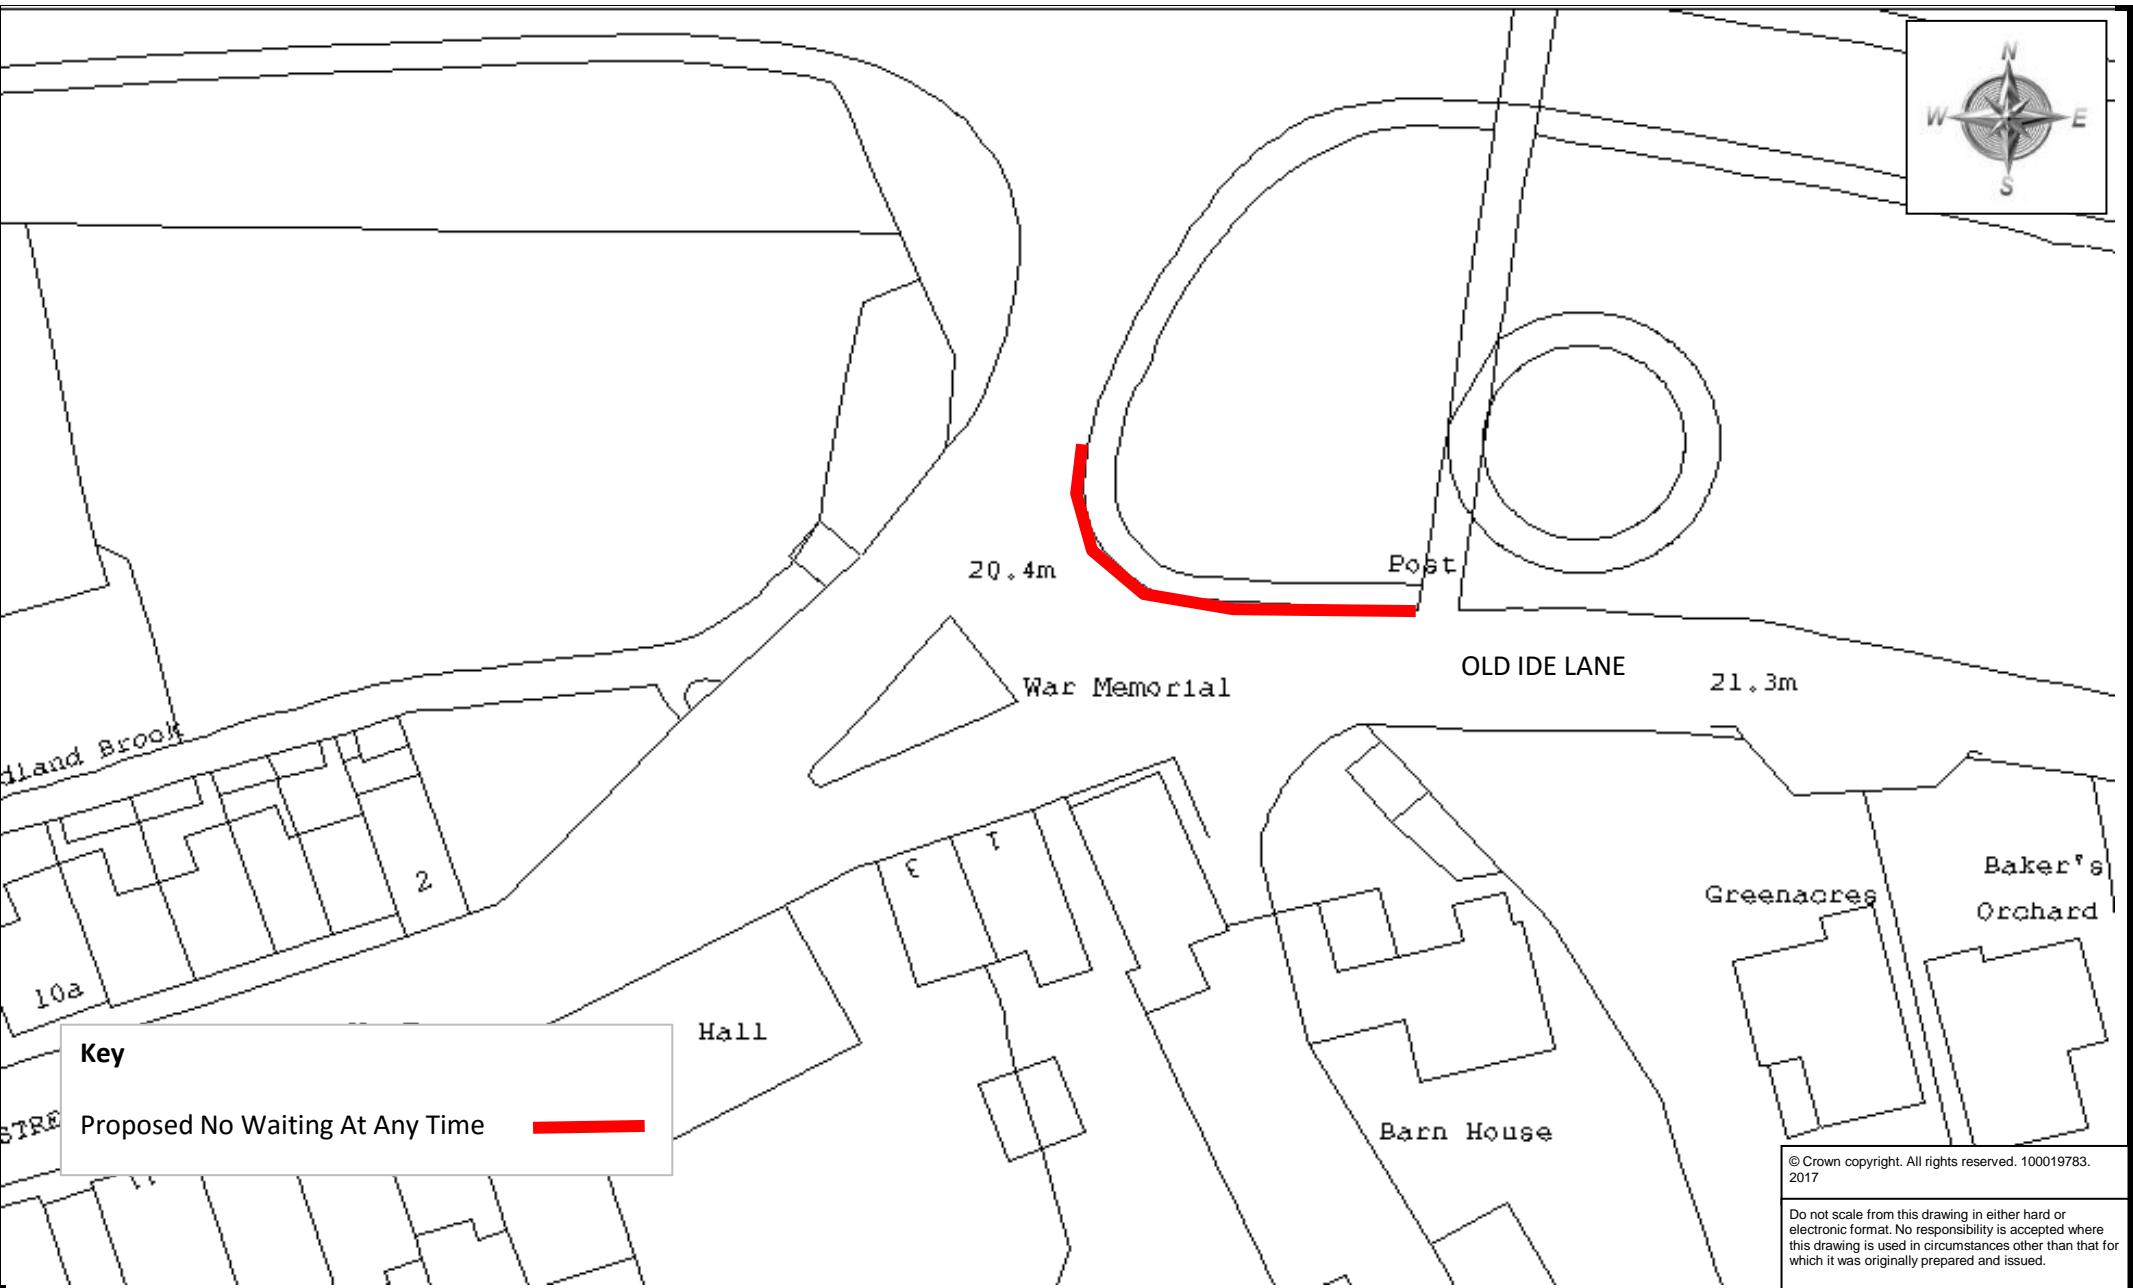 N
W E
S
Post
20.4m
OLD IDE LANE
War Memorial
21.3m
dland Brook
2
3
1
Baker's
Orchard
Greenacres
10a
Hall
Key
Proposed No Waiting At Any Time
STRE
11
Barn House
© Crown copyright. All rights reserved. 100019783.
2017
Do not scale from this drawing in either hard or
electronic format. No responsibility is accepted where
this drawing is used in circumstances other than that for
which it was originally prepared and issued.